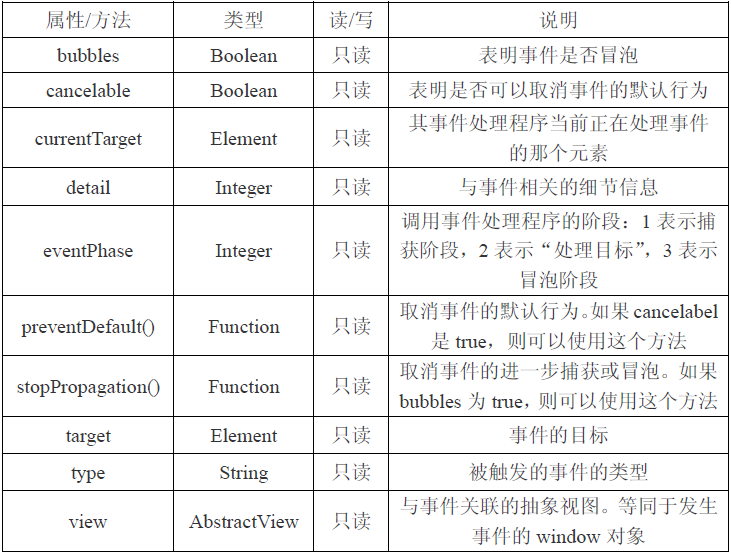 属性/方法 类型 读/写 说明
bubbles Boolean 只读 表明事件是否冒泡
cancelable Boolean 只读 表明是否可以取消事件的默认行为
currentTarget Element 只读 其事件处理程序当前正在处理事件
的那个元素
detail Integer 只读 与事件相关的细节信息
eventPhase Integer 只读 调用事件处理程序的阶段：1 表示捕
获阶段，2 表示“处理目标”，3 表示
冒泡阶段
preventDefault() Function 只读 取消事件的默认行为。如果 cancelabel
是 true，则可以使用这个方法
stopPropagation() Function 只读 取消事件的进一步捕获或冒泡。如果
bubbles 为 true，则可以使用这个方法
target Element 只读 事件的目标
type String 只读 被触发的事件的类型
view AbstractView 只读 与事件关联的抽象视图。等同于发生
事件的 window 对象